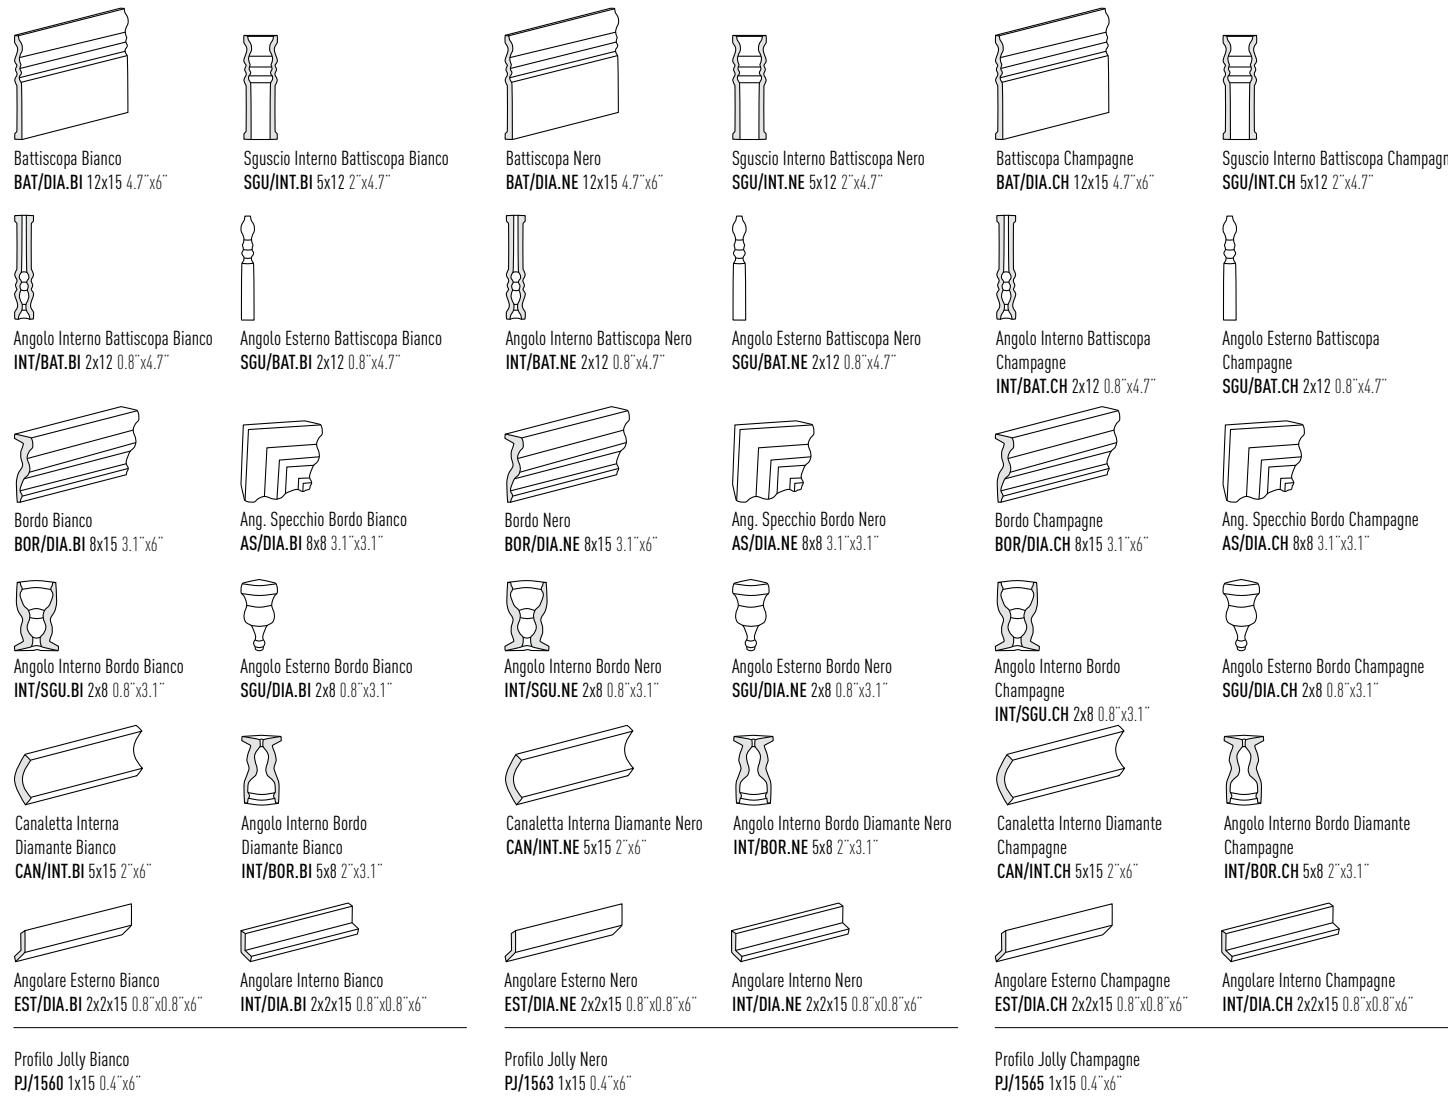 Battiscopa Bianco
BAT/DIA.BI 12x15 4.7¨x6¨
Sguscio Interno Battiscopa Bianco
SGU/INT.BI 5x12 2¨x4.7¨
Battiscopa Nero
BAT/DIA.NE 12x15 4.7¨x6¨
Sguscio Interno Battiscopa Nero
SGU/INT.NE 5x12 2¨x4.7¨
Battiscopa Champagne
BAT/DIA.CH 12x15 4.7¨x6¨
Sguscio Interno Battiscopa Champagn
SGU/INT.CH 5x12 2¨x4.7¨
Angolo Interno Battiscopa Bianco
INT/BAT.BI 2x12 0.8¨x4.7¨
Angolo Esterno Battiscopa Bianco
SGU/BAT.BI 2x12 0.8¨x4.7¨
Angolo Interno Battiscopa Nero
INT/BAT.NE 2x12 0.8¨x4.7¨
Angolo Esterno Battiscopa Nero
SGU/BAT.NE 2x12 0.8¨x4.7¨
Angolo Interno Battiscopa
Champagne
INT/BAT.CH 2x12 0.8¨x4.7¨
Angolo Esterno Battiscopa
Champagne
SGU/BAT.CH 2x12 0.8¨x4.7¨
Bordo Bianco
BOR/DIA.BI 8x15 3.1¨x6¨
Ang. Specchio Bordo Bianco
AS/DIA.BI 8x8 3.1¨x3.1¨
Bordo Nero
BOR/DIA.NE 8x15 3.1¨x6¨
Ang. Specchio Bordo Nero
AS/DIA.NE 8x8 3.1¨x3.1¨
Bordo Champagne
BOR/DIA.CH 8x15 3.1¨x6¨
Ang. Specchio Bordo Champagne
AS/DIA.CH 8x8 3.1¨x3.1¨
Angolo Interno Bordo Bianco
INT/SGU.BI 2x8 0.8¨x3.1¨
Angolo Esterno Bordo Bianco
SGU/DIA.BI 2x8 0.8¨x3.1¨
Angolo Interno Bordo Nero
INT/SGU.NE 2x8 0.8¨x3.1¨
Angolo Esterno Bordo Nero
SGU/DIA.NE 2x8 0.8¨x3.1¨
Angolo Interno Bordo
Champagne
INT/SGU.CH 2x8 0.8¨x3.1¨
Angolo Esterno Bordo Champagne
SGU/DIA.CH 2x8 0.8¨x3.1¨
Canaletta Interna
Diamante Bianco
CAN/INT.BI 5x15 2¨x6¨
Angolo Interno Bordo
Diamante Bianco
INT/BOR.BI 5x8 2¨x3.1¨
Canaletta Interna Diamante Nero
CAN/INT.NE 5x15 2¨x6¨
Angolo Interno Bordo Diamante Nero
INT/BOR.NE 5x8 2¨x3.1¨
Canaletta Interno Diamante
Champagne
CAN/INT.CH 5x15 2¨x6¨
Angolo Interno Bordo Diamante
Champagne
INT/BOR.CH 5x8 2¨x3.1¨
Angolare Esterno Bianco
EST/DIA.BI 2x2x15 0.8¨x0.8¨x6¨
Angolare Interno Bianco
INT/DIA.BI 2x2x15 0.8¨x0.8¨x6¨
Angolare Esterno Nero
EST/DIA.NE 2x2x15 0.8¨x0.8¨x6¨
Angolare Interno Nero
INT/DIA.NE 2x2x15 0.8¨x0.8¨x6¨
Angolare Esterno Champagne
EST/DIA.CH 2x2x15 0.8¨x0.8¨x6¨
Angolare Interno Champagne
INT/DIA.CH 2x2x15 0.8¨x0.8¨x6¨
Profilo Jolly Bianco
PJ/1560 1x15 0.4¨x6¨
Profilo Jolly Nero
PJ/1563 1x15 0.4¨x6¨
Profilo Jolly Champagne
PJ/1565 1x15 0.4¨x6¨